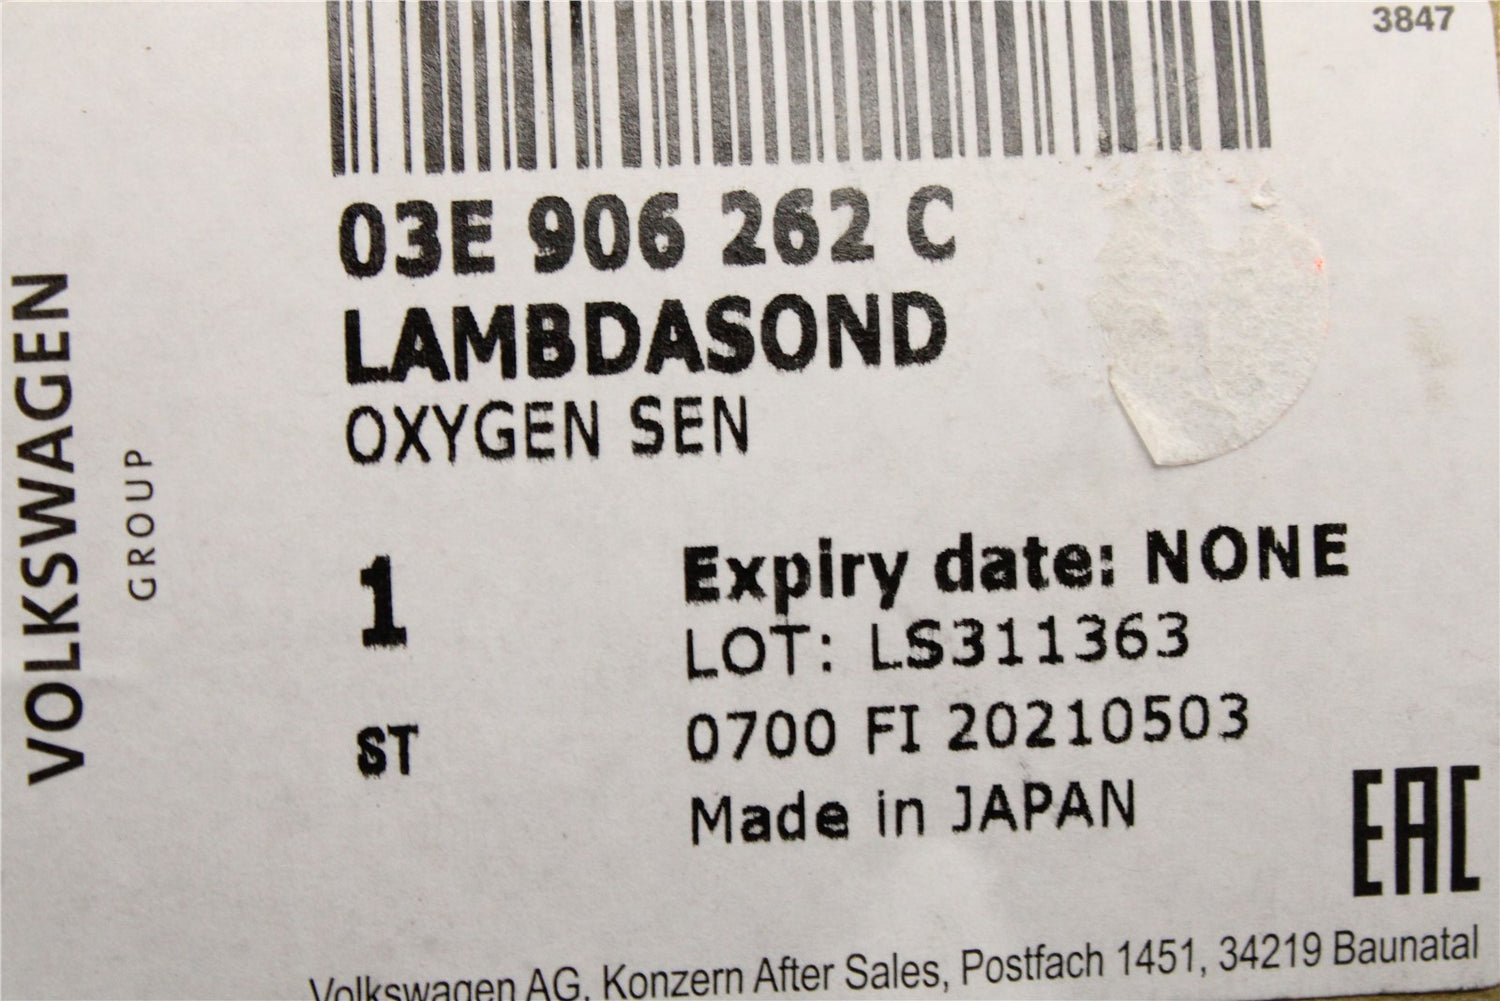 3847
03E 906 262 C
LAMBDASOND
OXYGEN SEN
VOLKSWAGEN
GROUP
1
ST
Expiry date: NONE
LOT: LS311363
0700 FI 20210503
Made in JAPAN
EAC
Volkswagen AG, Konzern After Sales, Postfach 1451, 34219 Baunatal